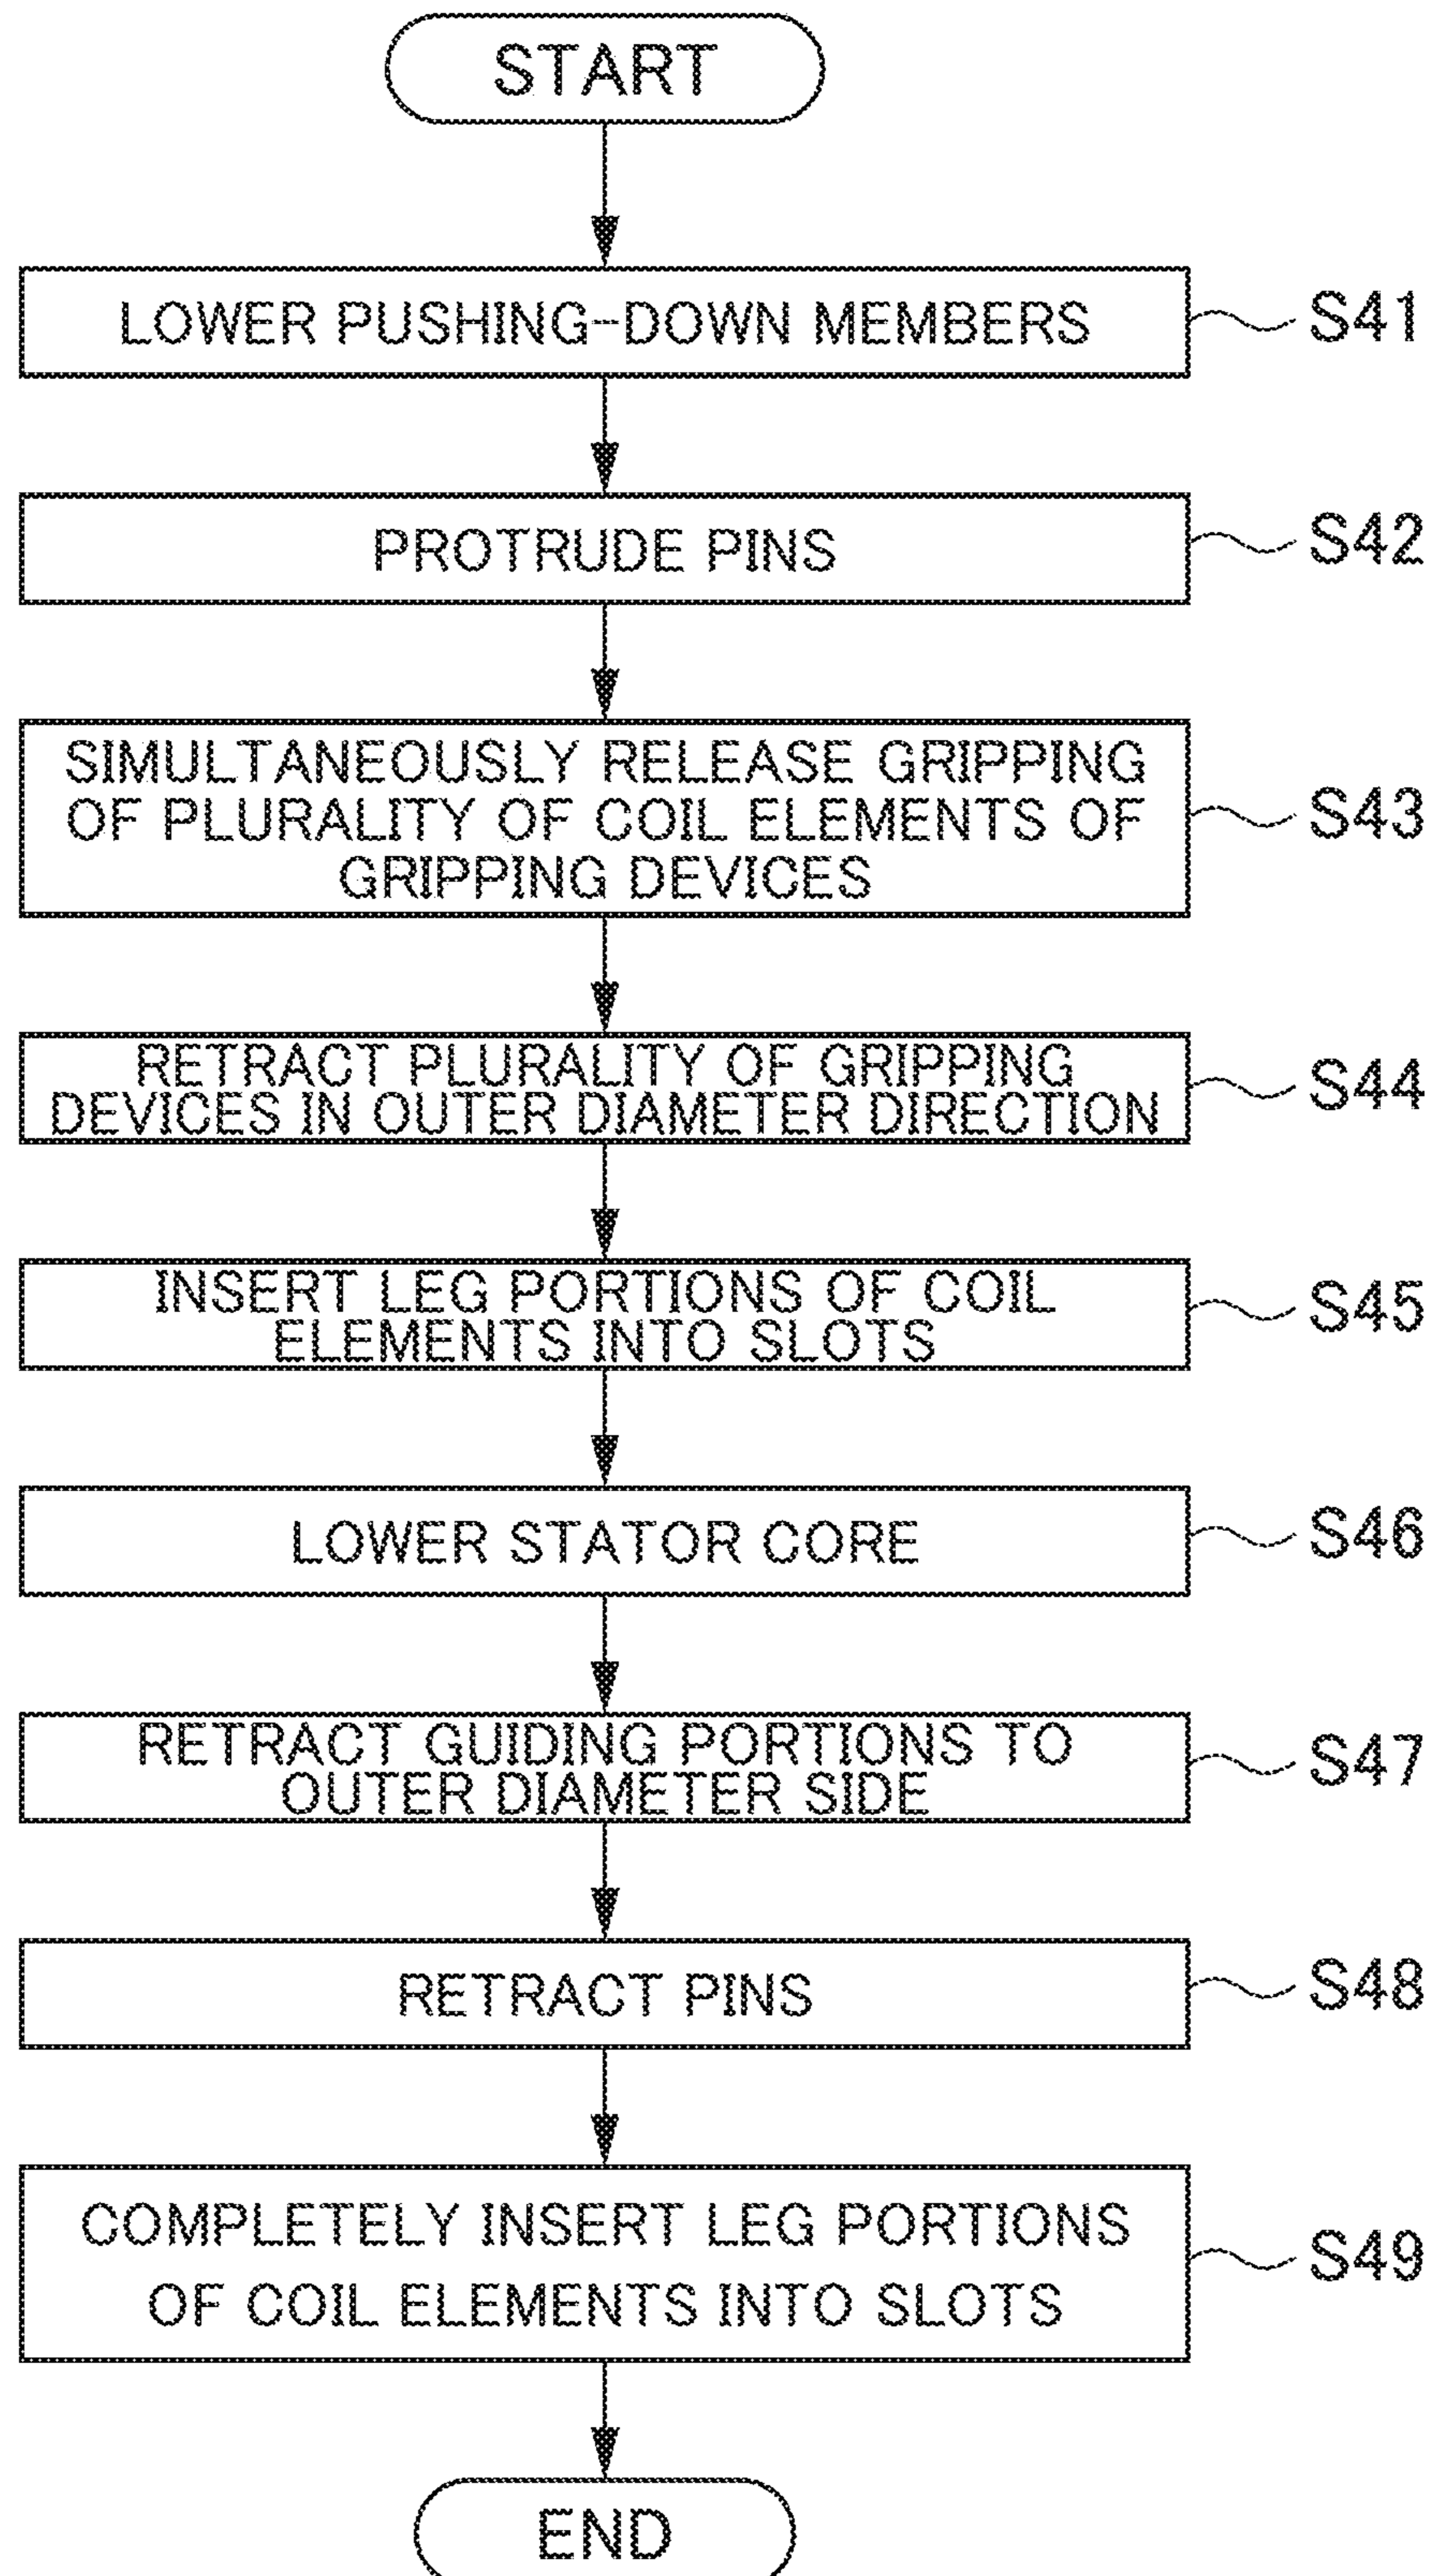 START
LOWER PUSHING-DOWN MEMBERS
S41
PROTRUDE PINS
S42
SIMULTANEOUSLY RELEASE GRIPPING
OF PLURALITY OF COIL ELEMENTS OF
GRIPPING DEVICES
S43
RETRACT PLURALITY OF GRIPPING
DEVICES IN OUTER DIAMETER DIRECTION
S44
INSERT LEG PORTIONS OF COIL
ELEMENTS INTO SLOTS
S45
LOWER STATOR CORE
S46
RETRACT GUIDING PORTIONS TO
OUTER DIAMETER SIDE
S47
RETRACT PINS
S48
COMPLETELY INSERT LEG PORTIONS
OF COIL ELEMENTS INTO SLOTS
S49
END